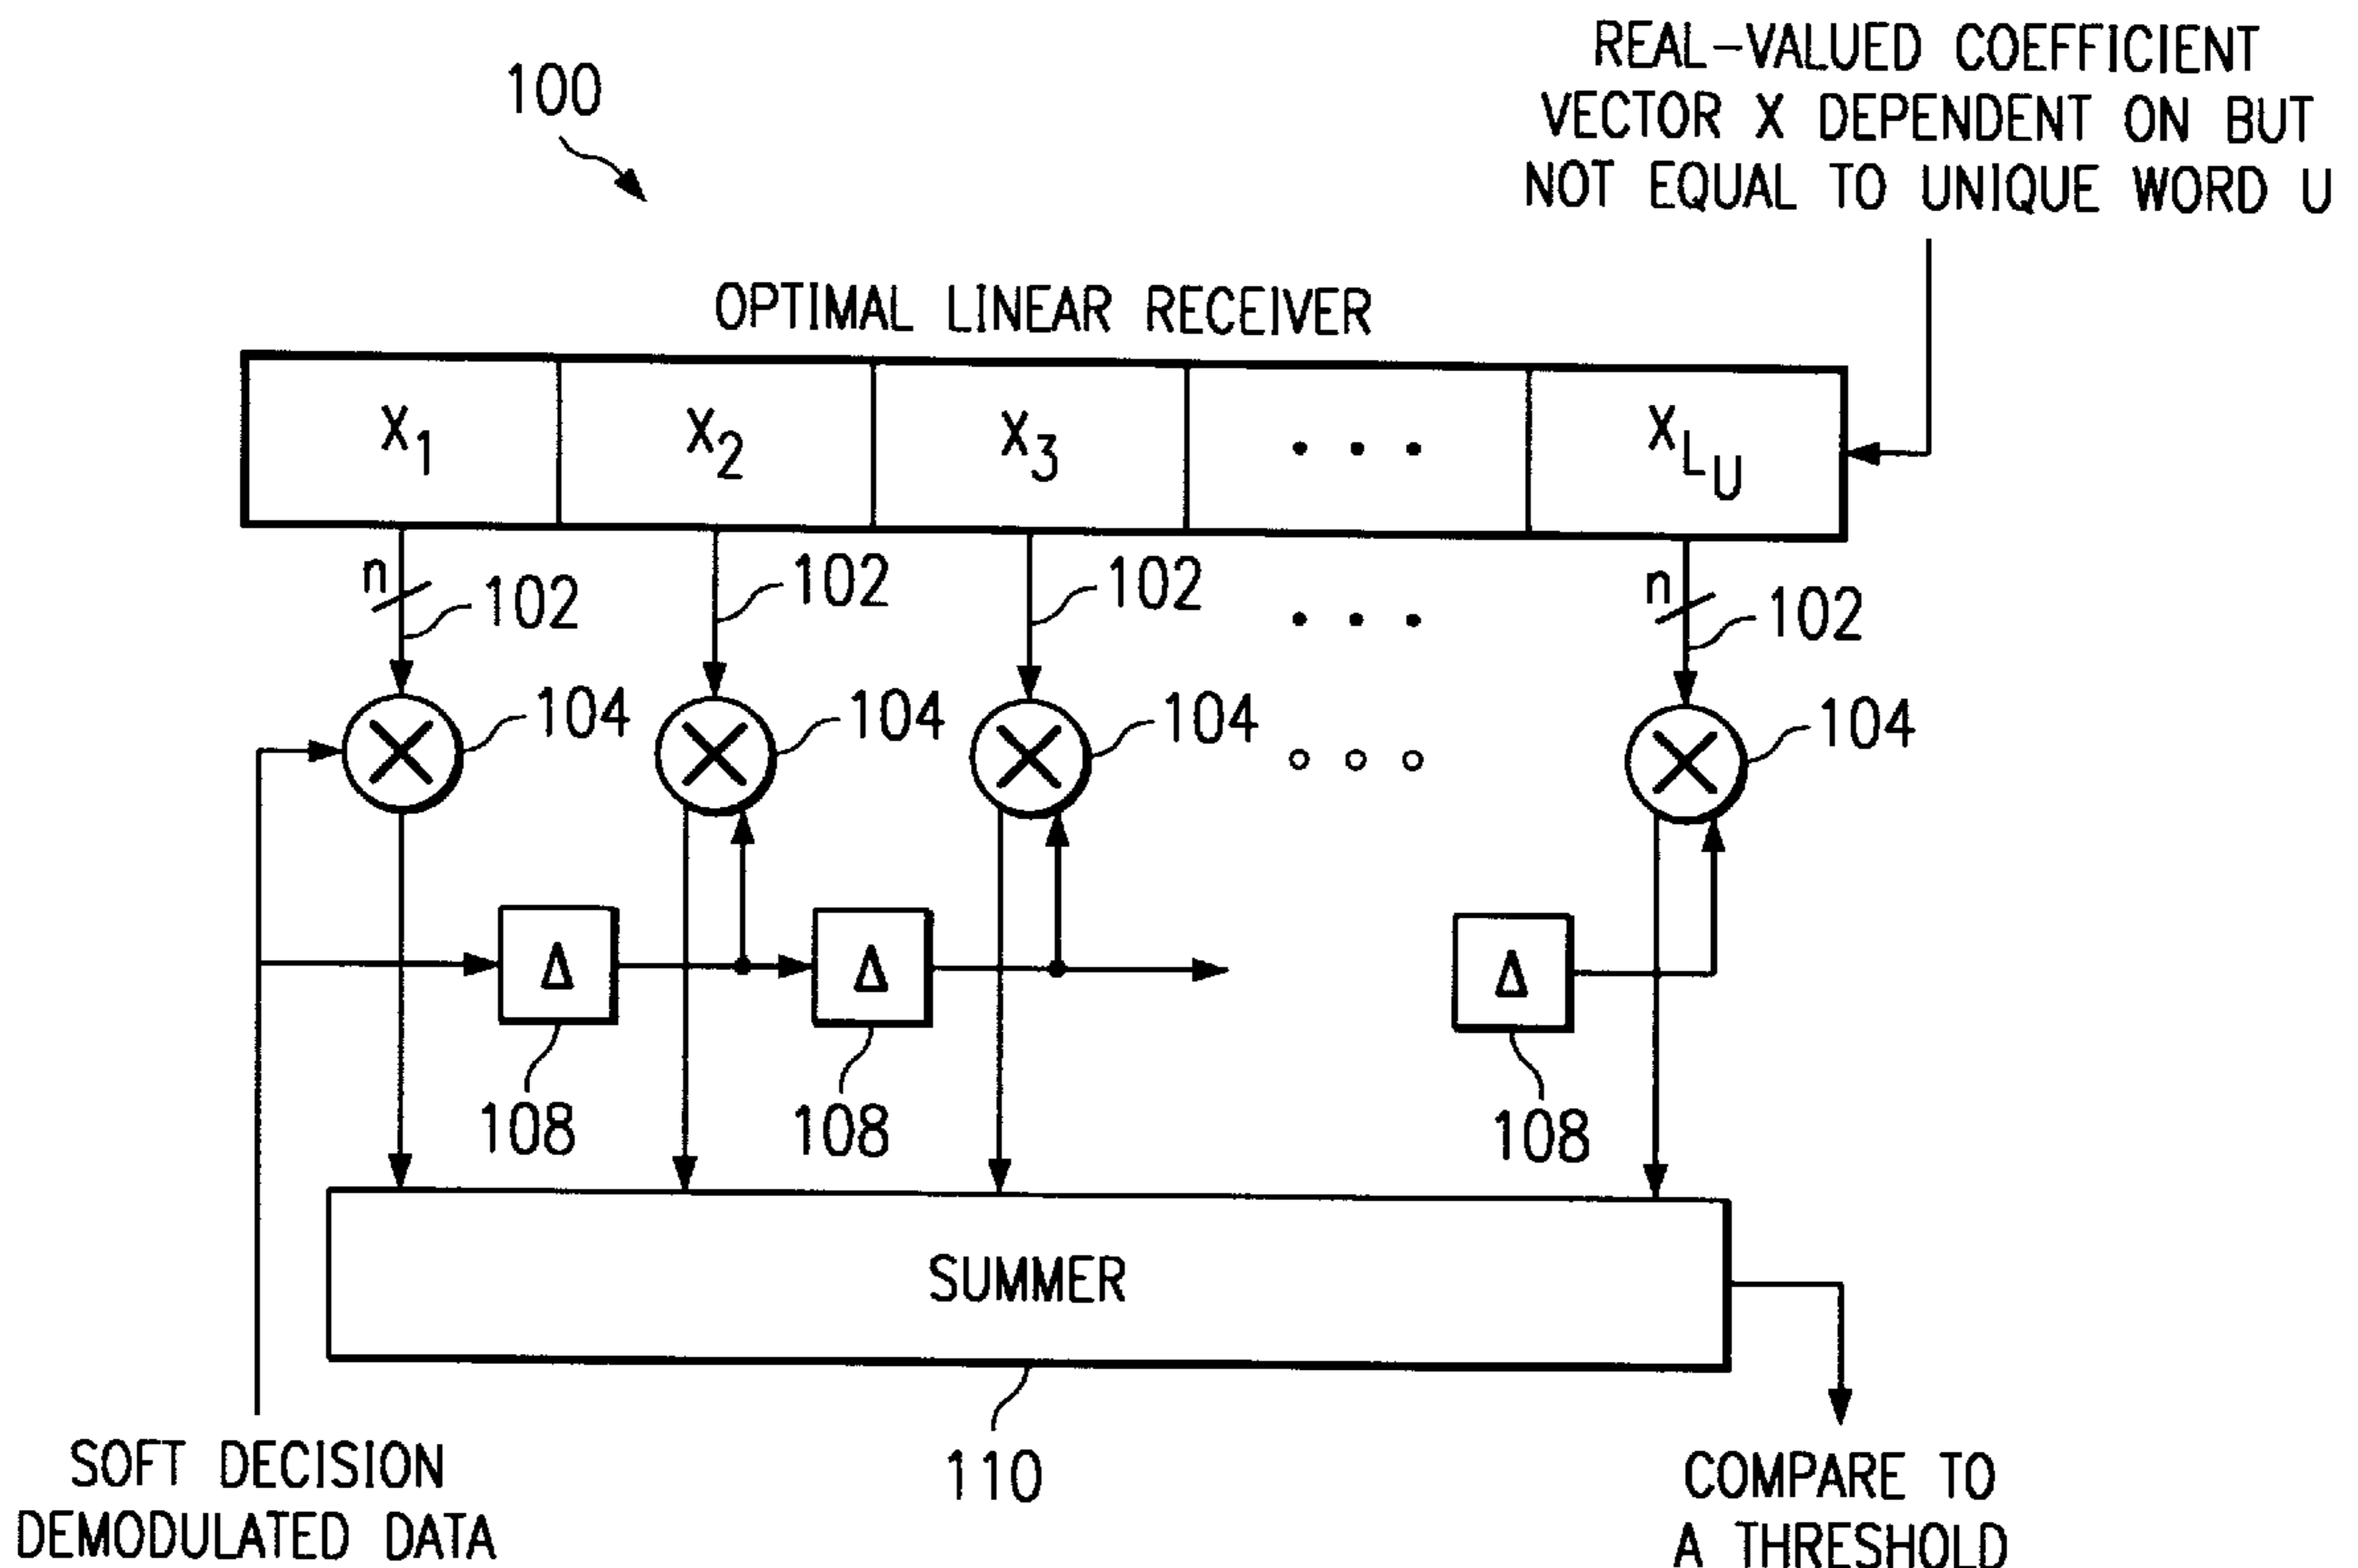 100
REAL-VALUED COEFFICIENT
VECTOR X DEPENDENT ON BUT
NOT EQUAL TO UNIQUE WORD U
OPTIMAL LINEAR RECEIVER
X1 X2 X3 • • • XLU
n 102 102 102 • • • n 102
104 104 104 104
Δ Δ Δ
108 108 108
SUMMER
110
SOFT DECISION
DEMODULATED DATA
COMPARE TO
A THRESHOLD